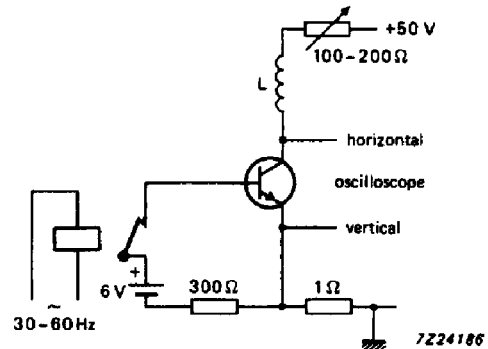 +50 V
100-200Ω
L
horizontal
oscilloscope
vertical
+
6 V
300Ω
1Ω
~
30-60Hz
7Z24186